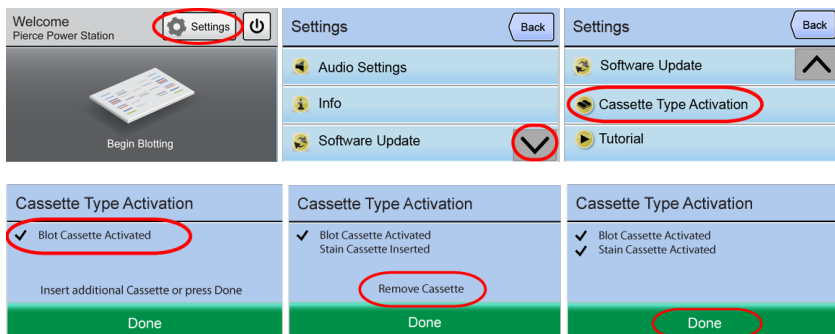 Welcome
Pierce Power Station
Settings
Begin Blotting
Settings
Back
Audio Settings
Info
Software Update
Settings
Back
Software Update
Cassette Type Activation
Tutorial
Cassette Type Activation
Blot Cassette Activated
Insert additional Cassette or press Done
Done
Cassette Type Activation
Blot Cassette Activated
Stain Cassette Inserted
Remove Cassette
Done
Cassette Type Activation
Blot Cassette Activated
Stain Cassette Activated
Done